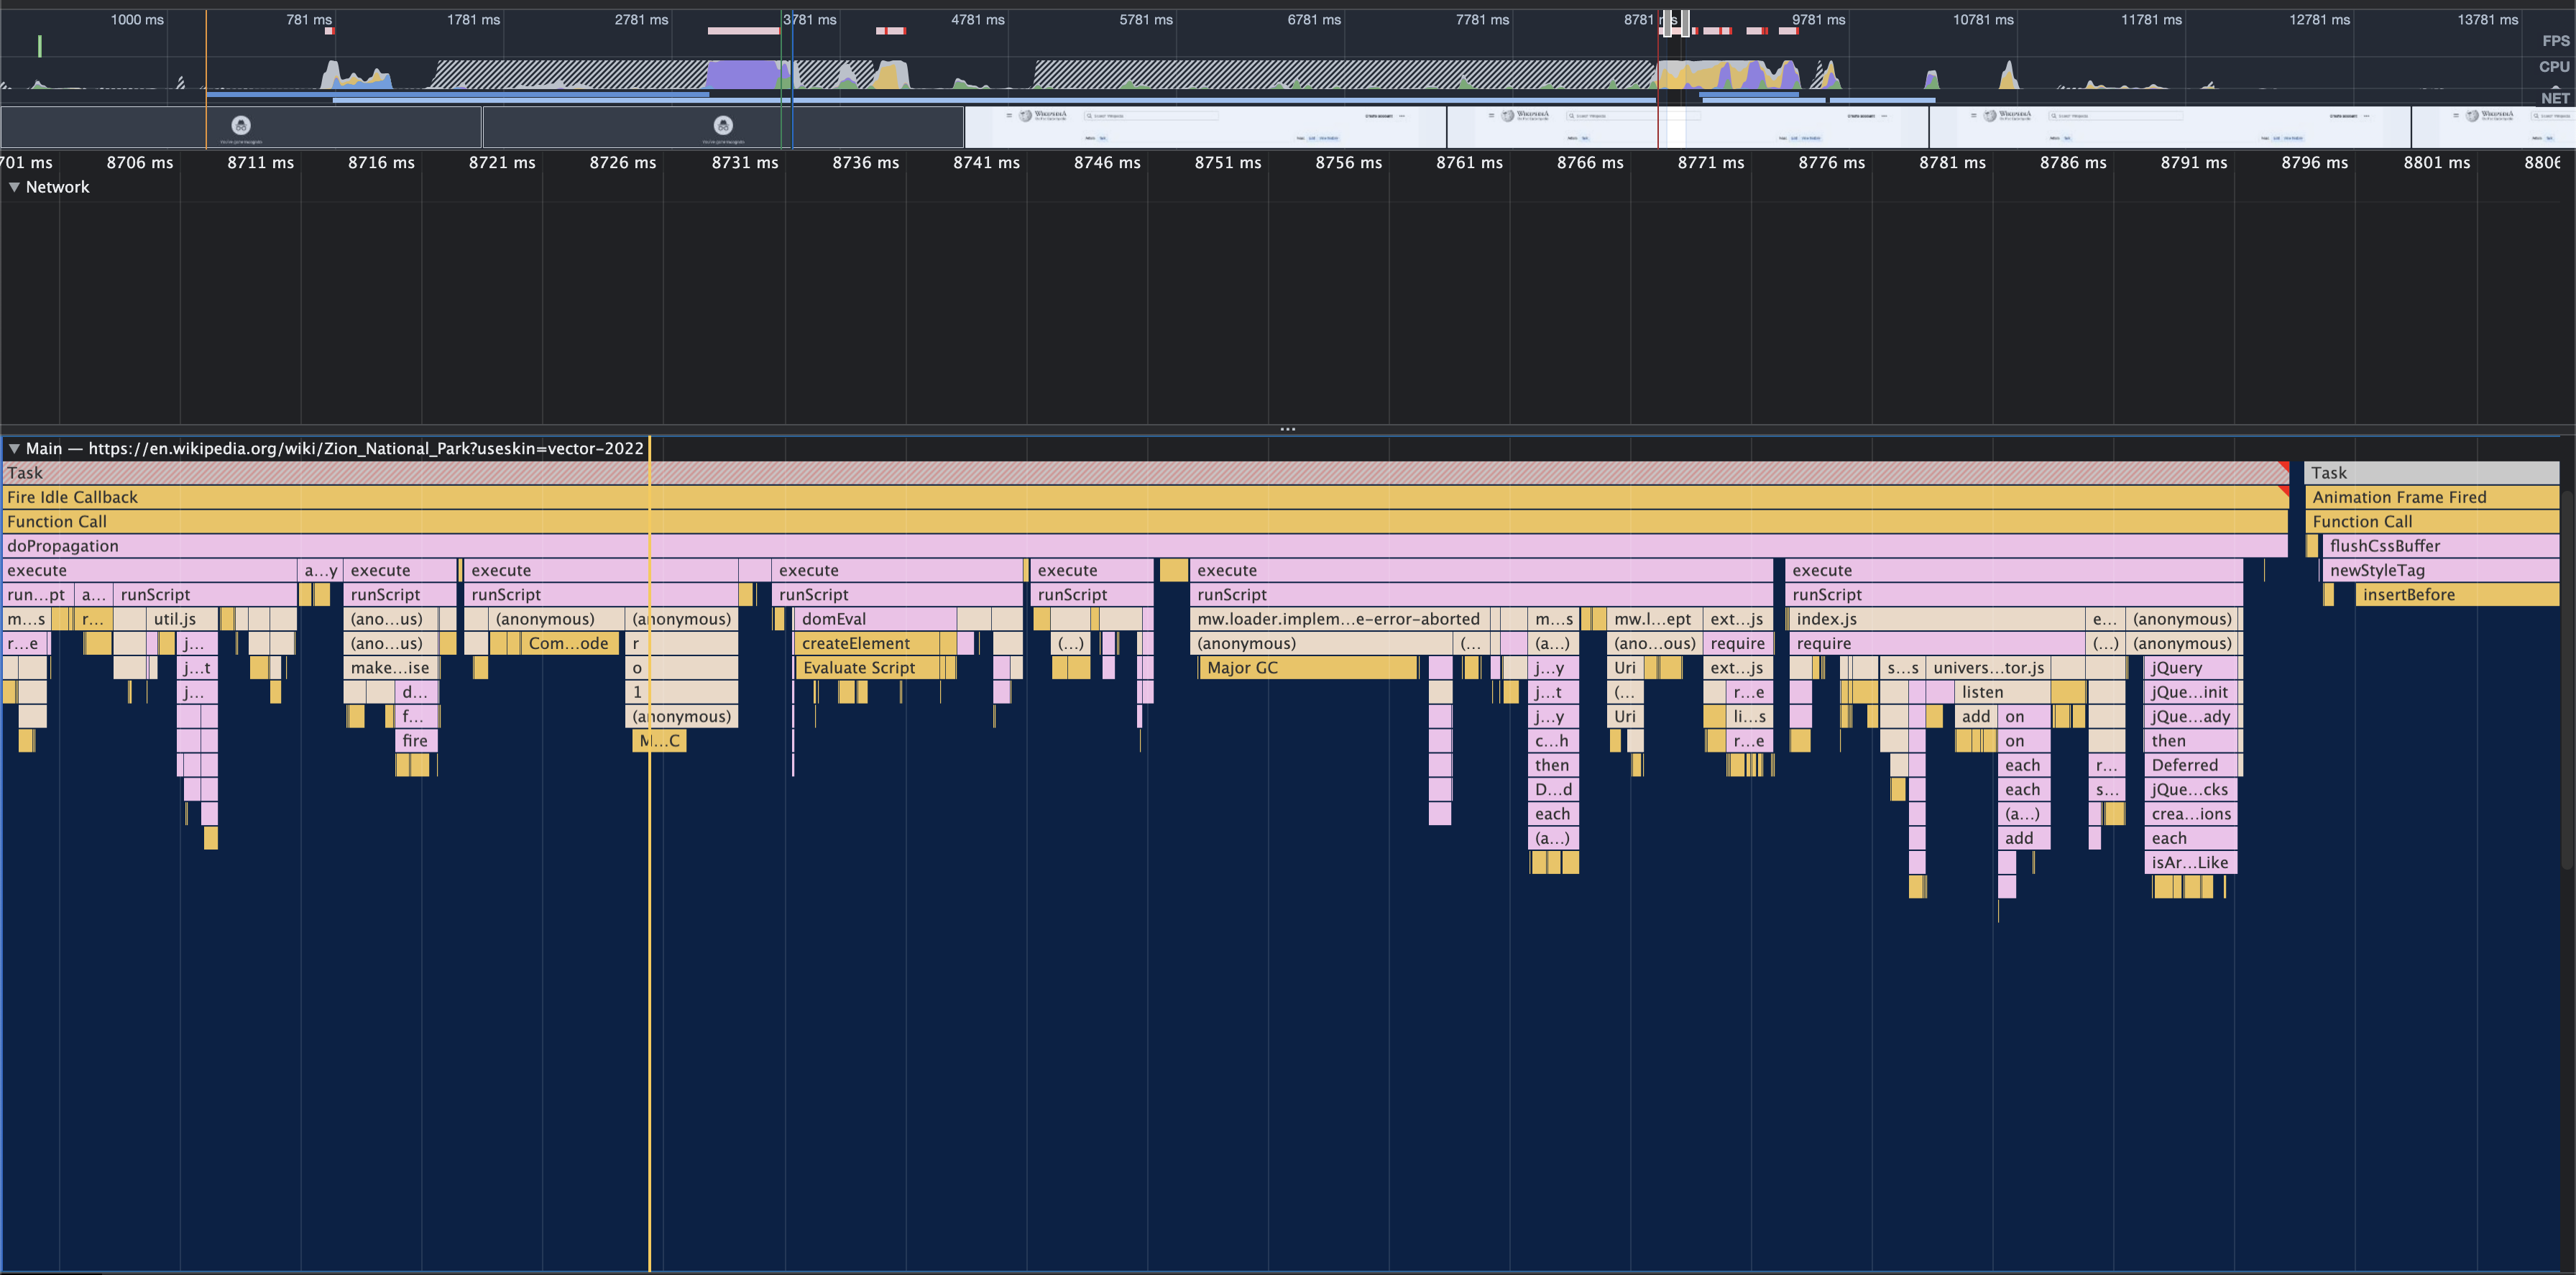 1000 ms 781 ms 1781 ms 2781 ms 3781 ms 4781 ms 5781 ms 6781 ms 7781 ms 8781 ms 9781 ms 10781 ms 11781 ms 12781 ms 13781 ms
FPS
CPU
NET
WIKIPEDIA WIKIPEDIA WIKIPEDIA WIKIPEDIA
701 ms 8706 ms 8711 ms 8716 ms 8721 ms 8726 ms 8731 ms 8736 ms 8741 ms 8746 ms 8751 ms 8756 ms 8761 ms 8766 ms 8771 ms 8776 ms 8781 ms 8786 ms 8791 ms 8796 ms 8801 ms 8806
▼ Network
...
▼ Main — https://en.wikipedia.org/wiki/Zion_National_Park?useskin=vector-2022
Task Task
Fire Idle Callback Animation Frame Fired
Function Call Function Call
doPropagation flushCssBuffer
execute a...y execute execute execute execute execute execute newStyleTag
run...pt a... runScript runScript runScript runScript runScript runScript runScript insertBefore
m...s r... util.js (ano...us) (anonymous) (anonymous) domEval mw.loader.implem...e-error-aborted m...s mw.l...ept ext...js index.js e... (anonymous)
r...e j... (ano...us) Com...ode r createElement (...) (anonymous) (... (a...) (ano...ous) require require (...) (anonymous)
j...t make...ise o Evaluate Script Major GC j...y Uri ext...js s...s univers...tor.js jQuery
j... d... 1 j...t (... r...e listen jQue...init
f... (anonymous) j...y Uri li...s add on jQue...ady
fire M...C c...h r...e on then
then each r... Deferred
D...d each s... jQue...cks
each (a...) crea...ions
(a...) add each
isAr...Like